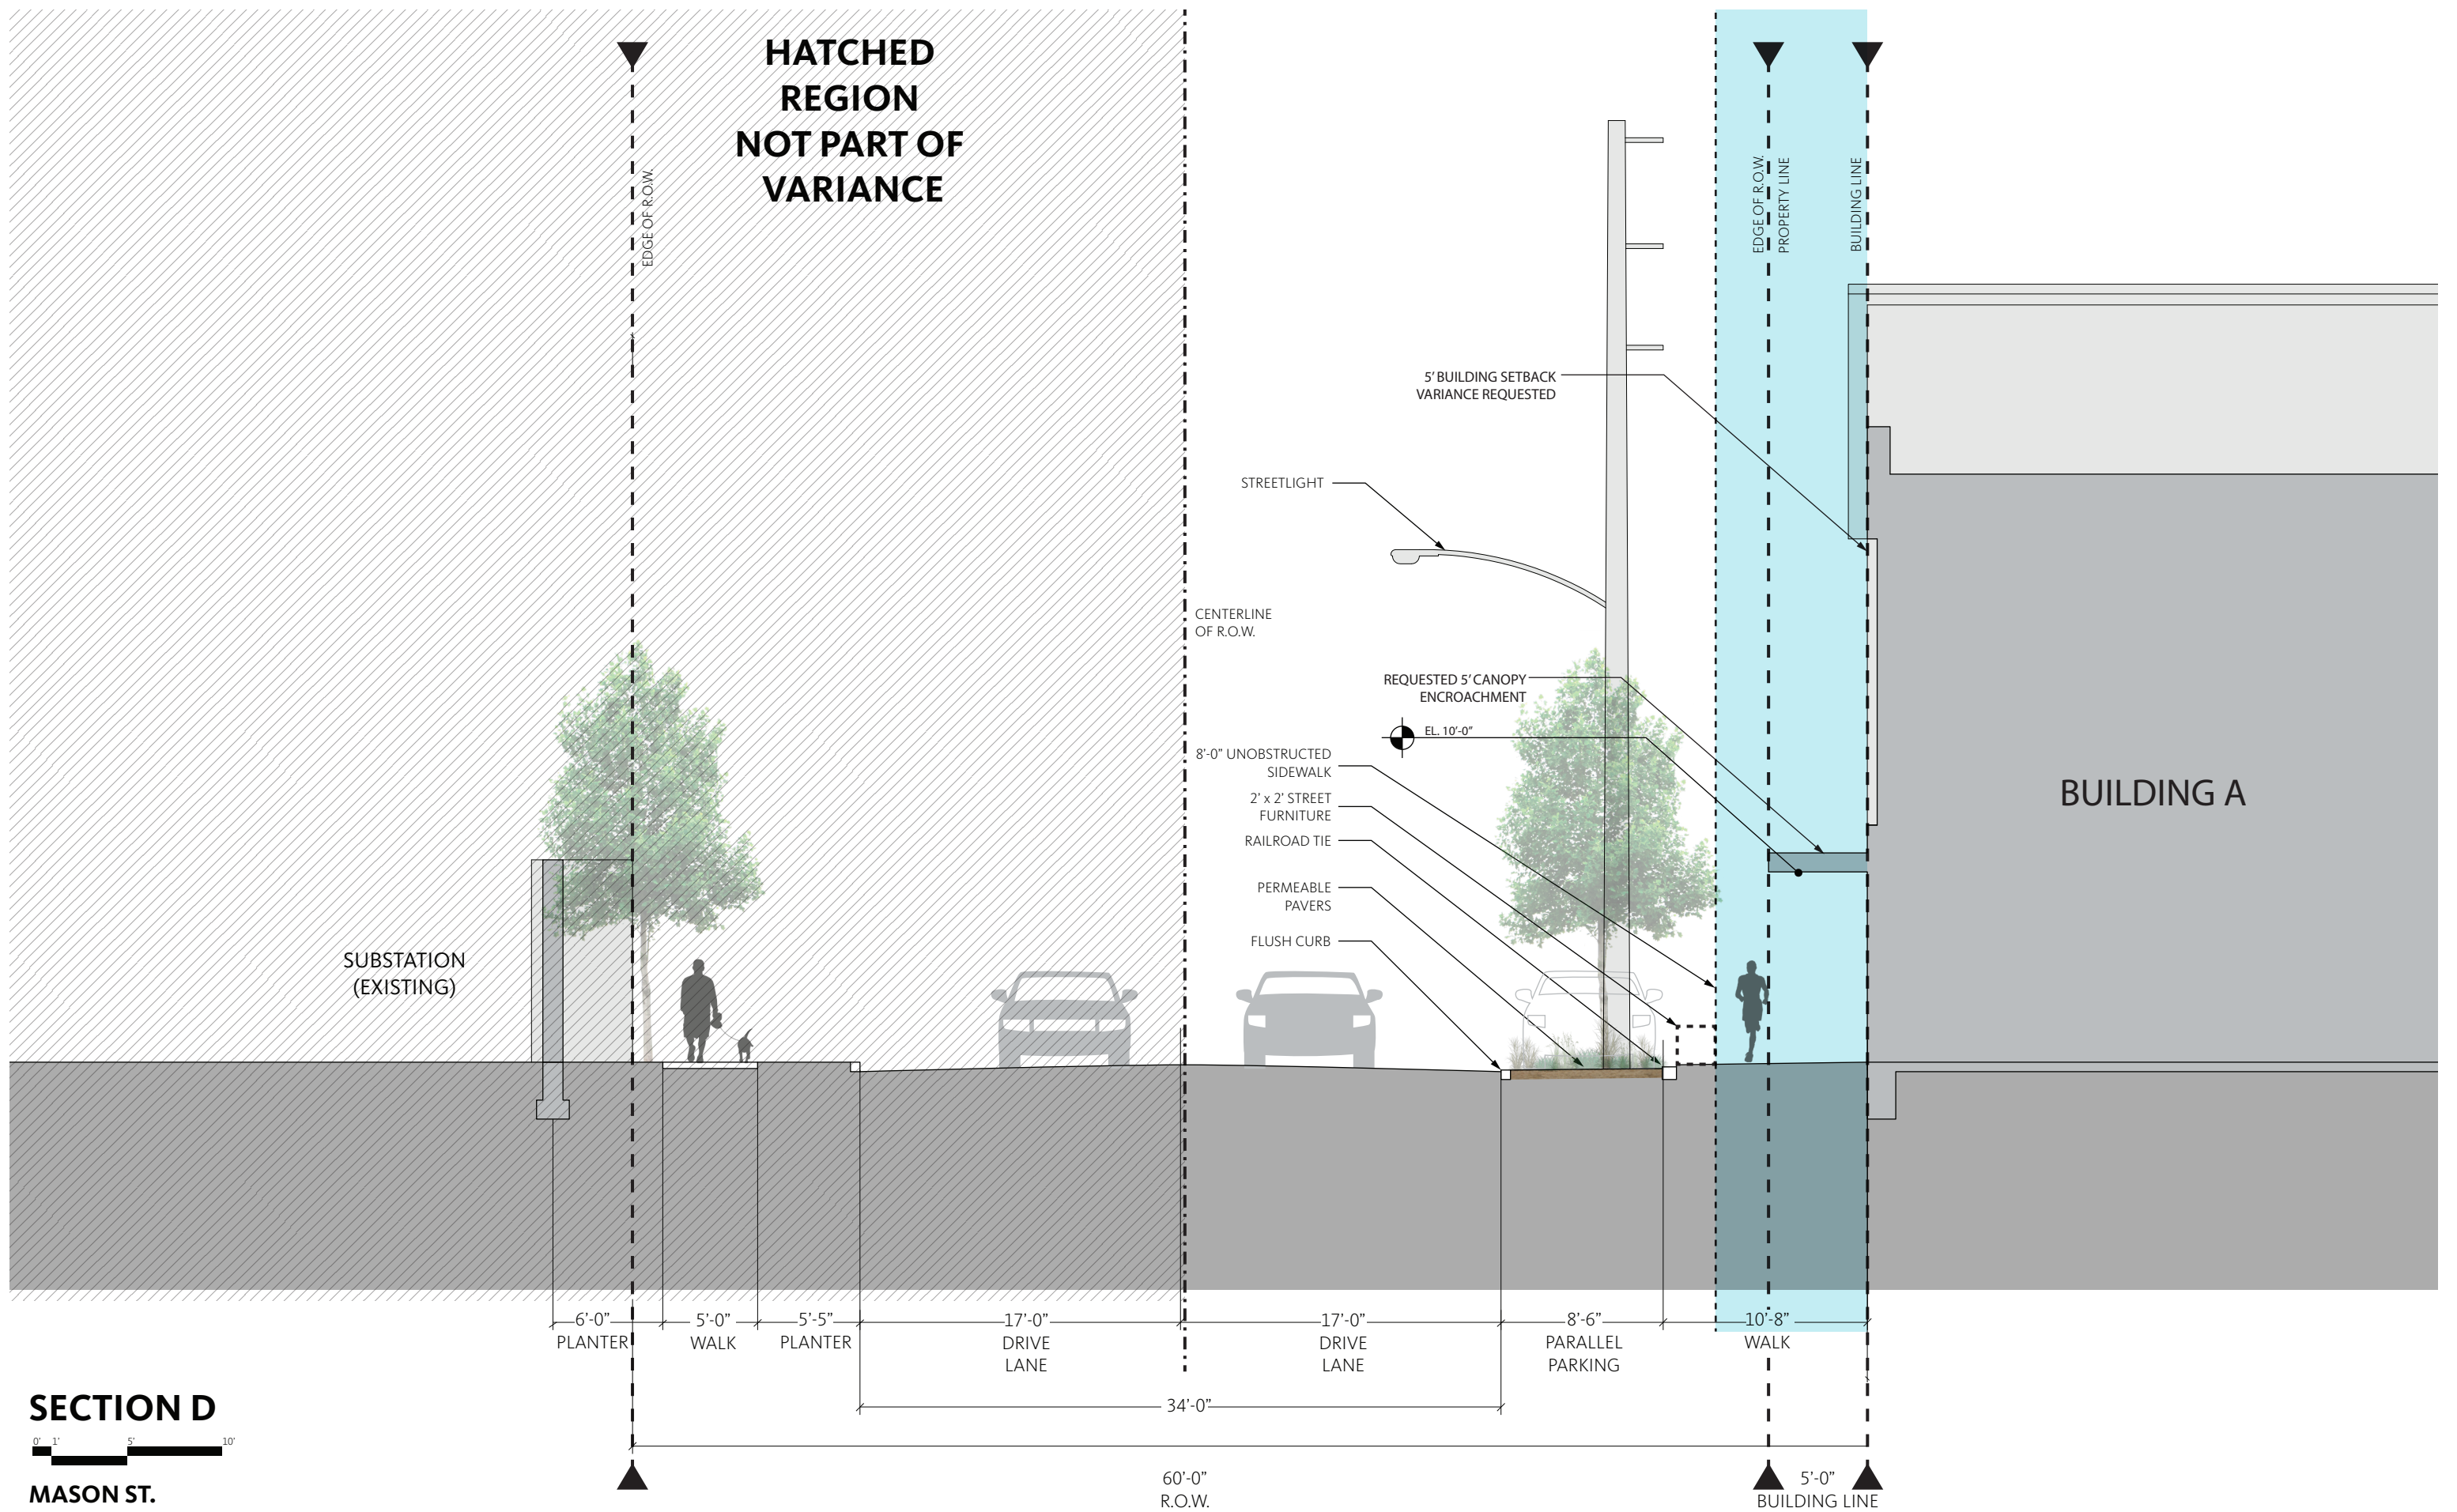 HATCHED
REGION
NOT PART OF
VARIANCE
EDGE OF R.O.W.
EDGE OF R.O.W.
PROPERTY LINE
BUILDING LINE
5' BUILDING SETBACK
VARIANCE REQUESTED
STREETLIGHT
CENTERLINE
OF R.O.W.
REQUESTED 5' CANOPY
ENCROACHMENT
EL. 10'-0"
8'-0" UNOBSTRUCTED
SIDEWALK
2' x 2' STREET
FURNITURE
RAILROAD TIE
PERMEABLE
PAVERS
FLUSH CURB
BUILDING A
SUBSTATION
(EXISTING)
6'-0"
PLANTER
5'-0"
WALK
5'-5"
PLANTER
17'-0"
DRIVE
LANE
17'-0"
DRIVE
LANE
8'-6"
PARALLEL
PARKING
10'-8"
WALK
34'-0"
60'-0"
R.O.W.
5'-0"
BUILDING LINE
SECTION D
0' 1' 5' 10'
MASON ST.